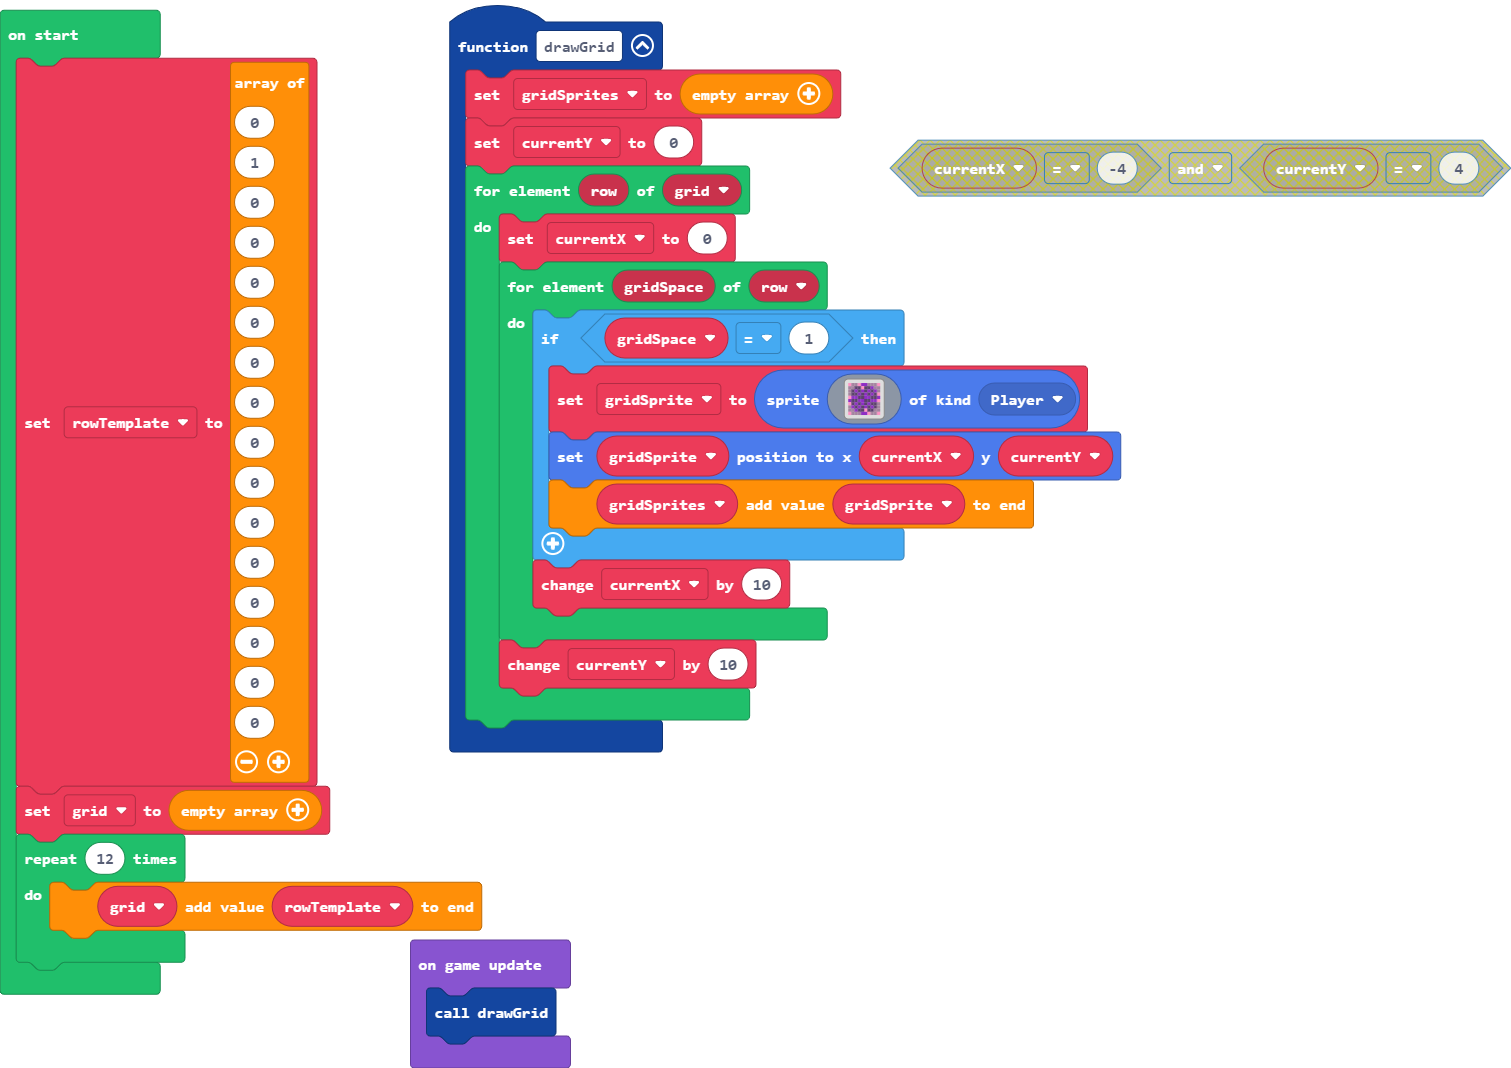 on start
array of
0
1
0
0
0
0
0
0
0
0
0
0
0
0
0
0
set rowTemplate to
set grid to empty array
repeat 12 times
do grid add value rowTemplate to end
function drawGrid
set gridSprites to empty array
set currentY to 0
for element row of grid
do set currentX to 0
for element gridSpace of row
do if gridSpace = 1 then
set gridSprite to sprite of kind Player
set gridSprite position to x currentX y currentY
gridSprites add value gridSprite to end
change currentX by 10
change currentY by 10
currentX = -4 and currentY = 4
on game update
call drawGrid